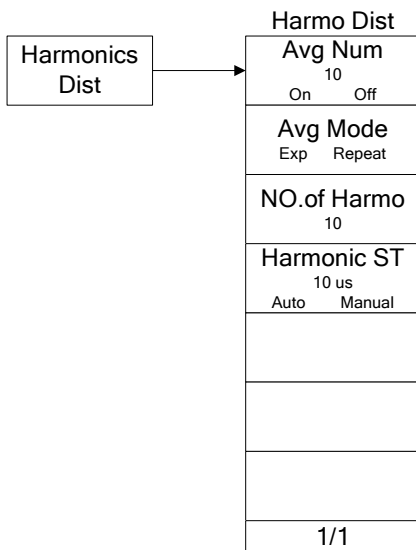 Harmonics
Dist
Harmo Dist
Avg Num
10
On Off
Avg Mode
Exp Repeat
NO.of Harmo
10
Harmonic ST
10 us
Auto Manual
1/1